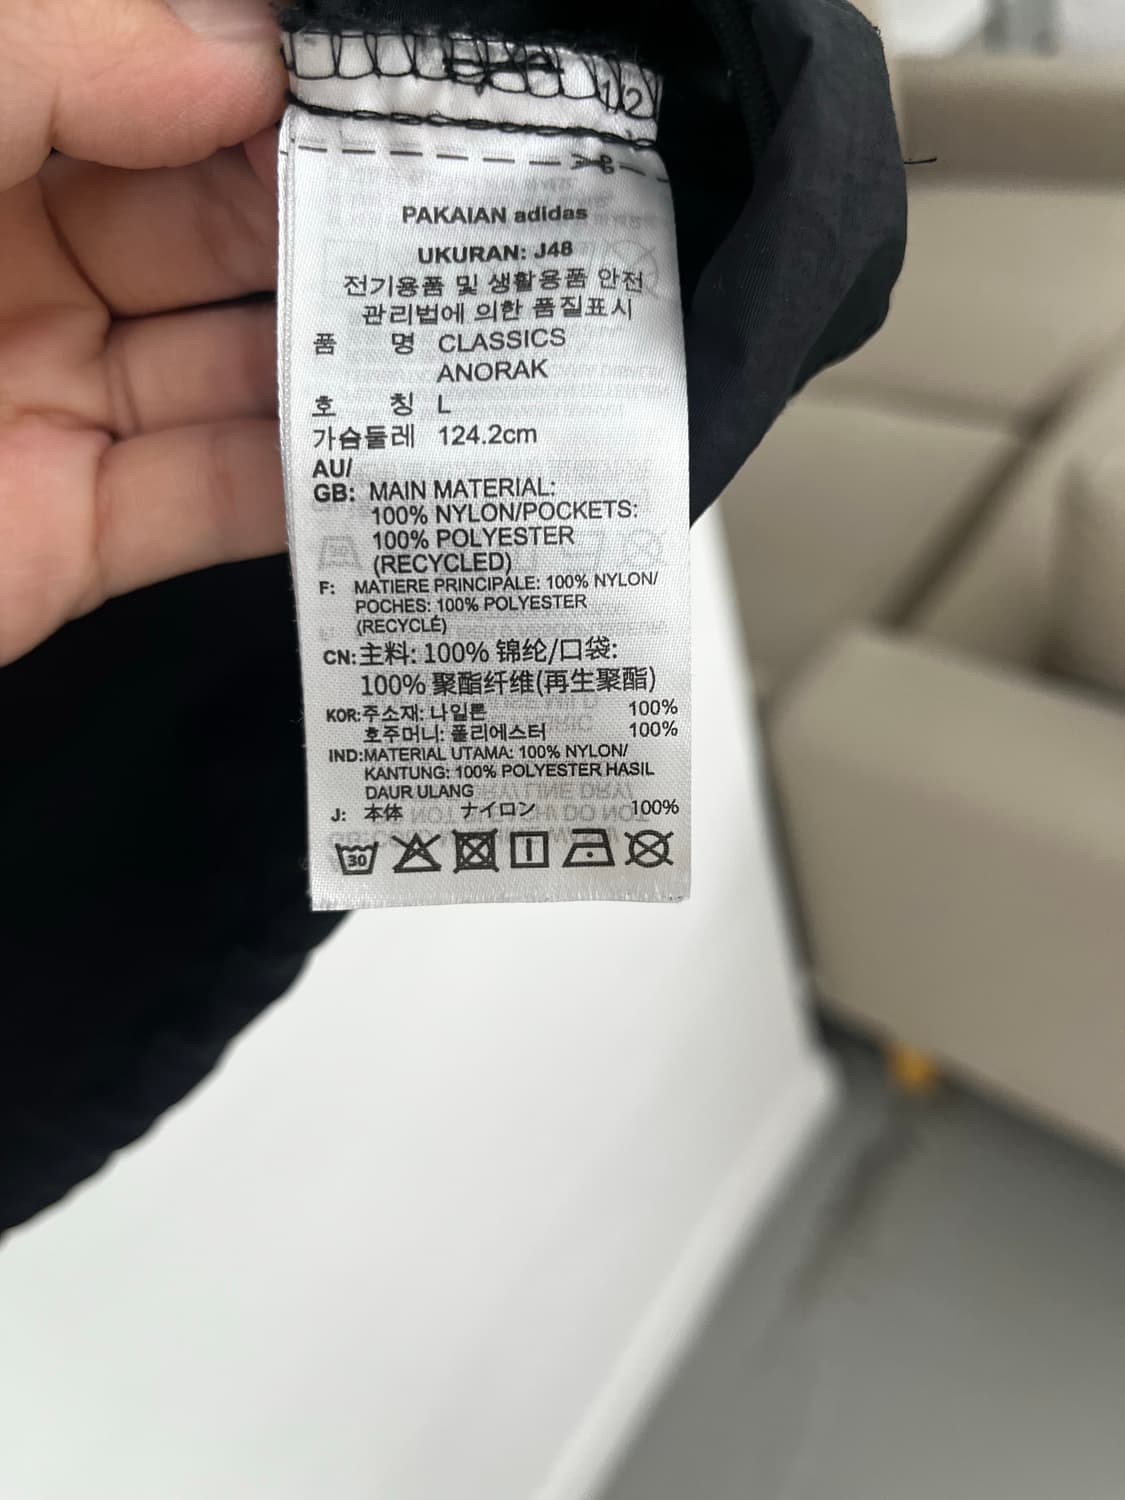 1/2
PAKAIAN adidas
UKURAN: J48
전기용품 및 생활용품 안전
관리법에 의한 품질표시
품 명 CLASSICS
ANORAK
호 칭 L
가슴둘레 124.2cm
AU/
GB: MAIN MATERIAL:
100% NYLON/POCKETS:
100% POLYESTER
(RECYCLED)
F: MATIERE PRINCIPALE: 100% NYLON/
POCHES: 100% POLYESTER
(RECYCLÉ)
CN:主料: 100% 锦纶/口袋:
100% 聚酯纤维(再生聚酯)
KOR:주소재: 나일론 100%
호주머니: 폴리에스터 100%
IND:MATERIAL UTAMA: 100% NYLON/
KANTUNG: 100% POLYESTER HASIL
DAUR ULANG
J: 本体 ナイロン 100%
30